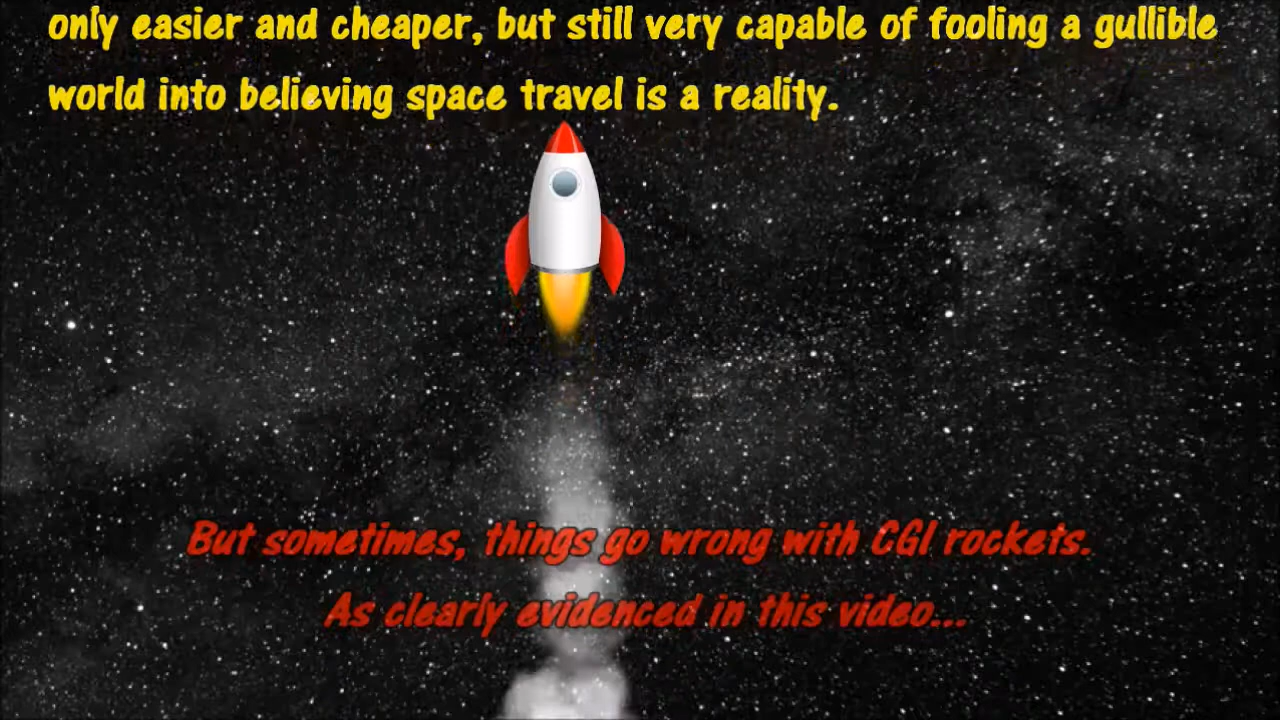 only easier and cheaper, but still very capable of fooling a gullible
world into believing space travel is a reality.
But sometimes, things go wrong with CGI rockets.
As clearly evidenced in this video...